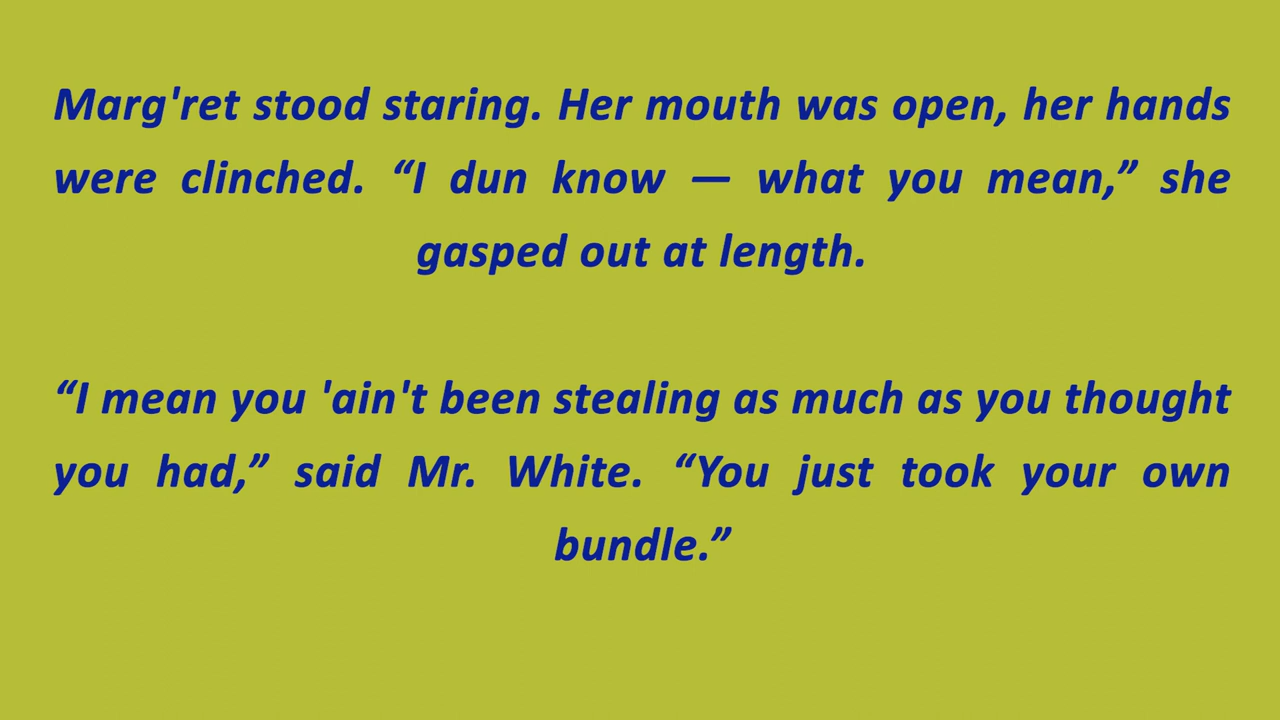 Marg'ret stood staring. Her mouth was open, her hands
were clinched. “I dun know — what you mean,” she
gasped out at length.
“I mean you 'ain't been stealing as much as you thought
you had,” said Mr. White. “You just took your own
bundle.”